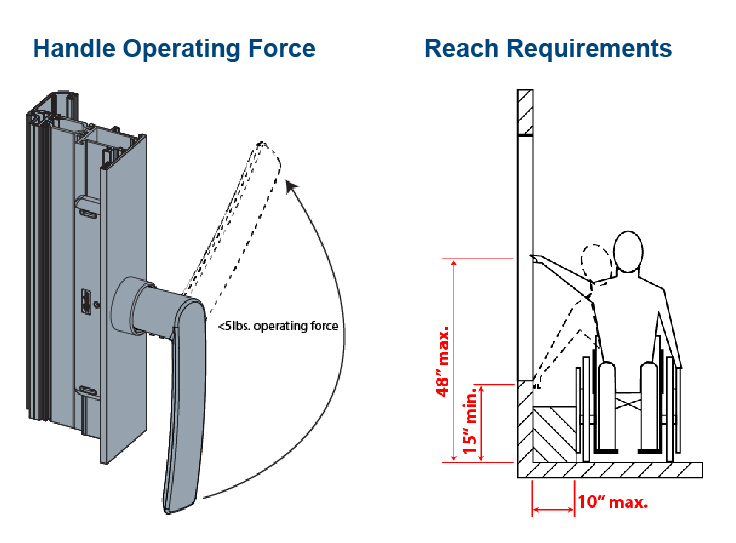 Handle Operating Force
Reach Requirements
<5lbs. operating force
48” max.
15” min.
10” max.